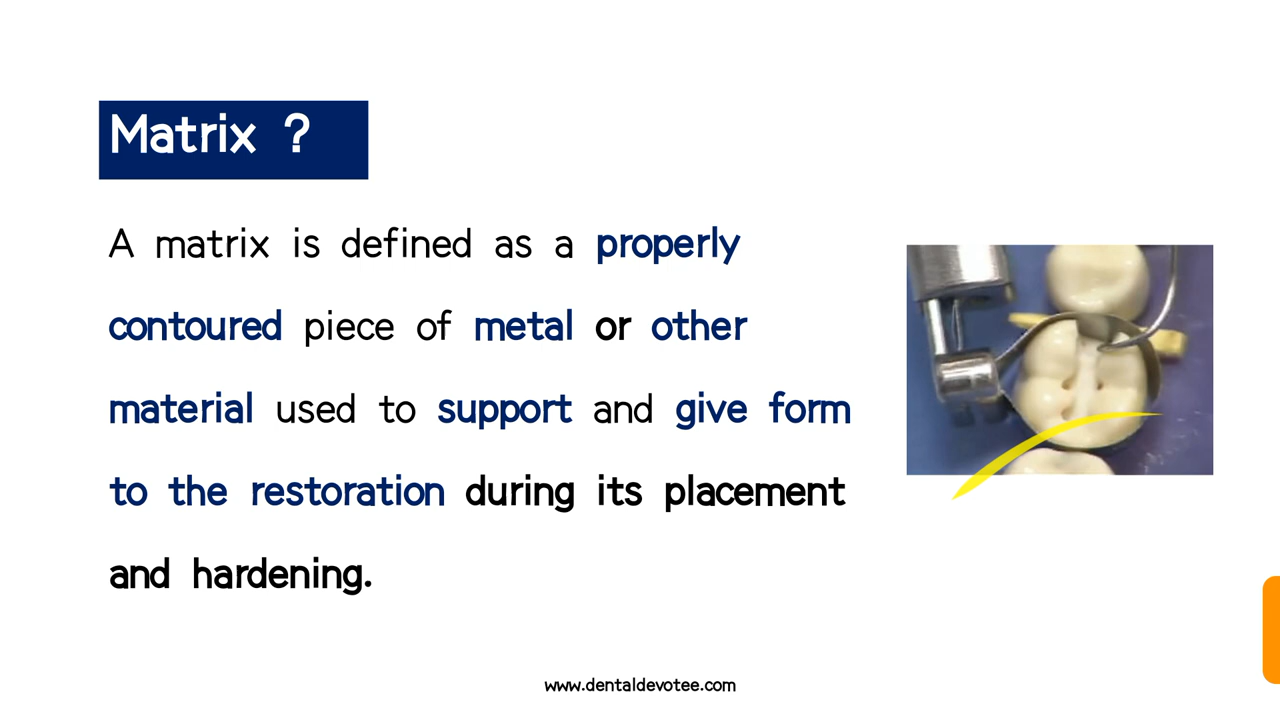 Matrix ?
A matrix is defined as a properly
contoured piece of metal or other
material used to support and give form
to the restoration during its placement
and hardening.
www.dentaldevotee.com